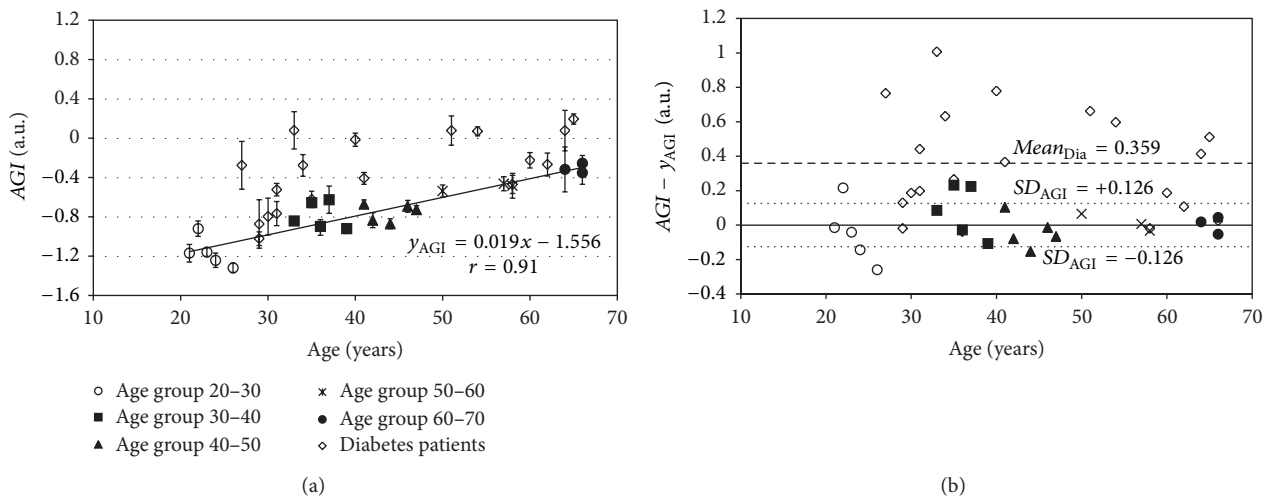 1.2
0.8
0.4
0
−0.4
−0.8
−1.2
−1.6
AGI (a.u.)
y_AGI = 0.019x − 1.556
r = 0.91
10 20 30 40 50 60 70
Age (years)
Age group 20–30
Age group 30–40
Age group 40–50
Age group 50–60
Age group 60–70
Diabetes patients
(a)
1.2
1
0.8
0.6
0.4
0.2
0
−0.2
−0.4
AGI − y_AGI (a.u.)
Mean_Dia = 0.359
SD_AGI = +0.126
SD_AGI = −0.126
10 20 30 40 50 60 70
Age (years)
(b)